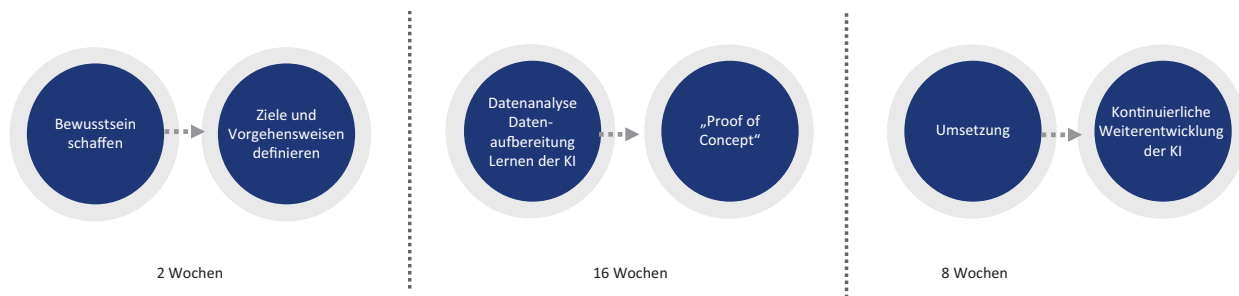 Bewusstsein
schaffen
Ziele und
Vorgehensweisen
definieren
Datenanalyse
Daten-
aufbereitung
Lernen der KI
„Proof of
Concept“
Umsetzung
Kontinuierliche
Weiterentwicklung
der KI
2 Wochen
16 Wochen
8 Wochen